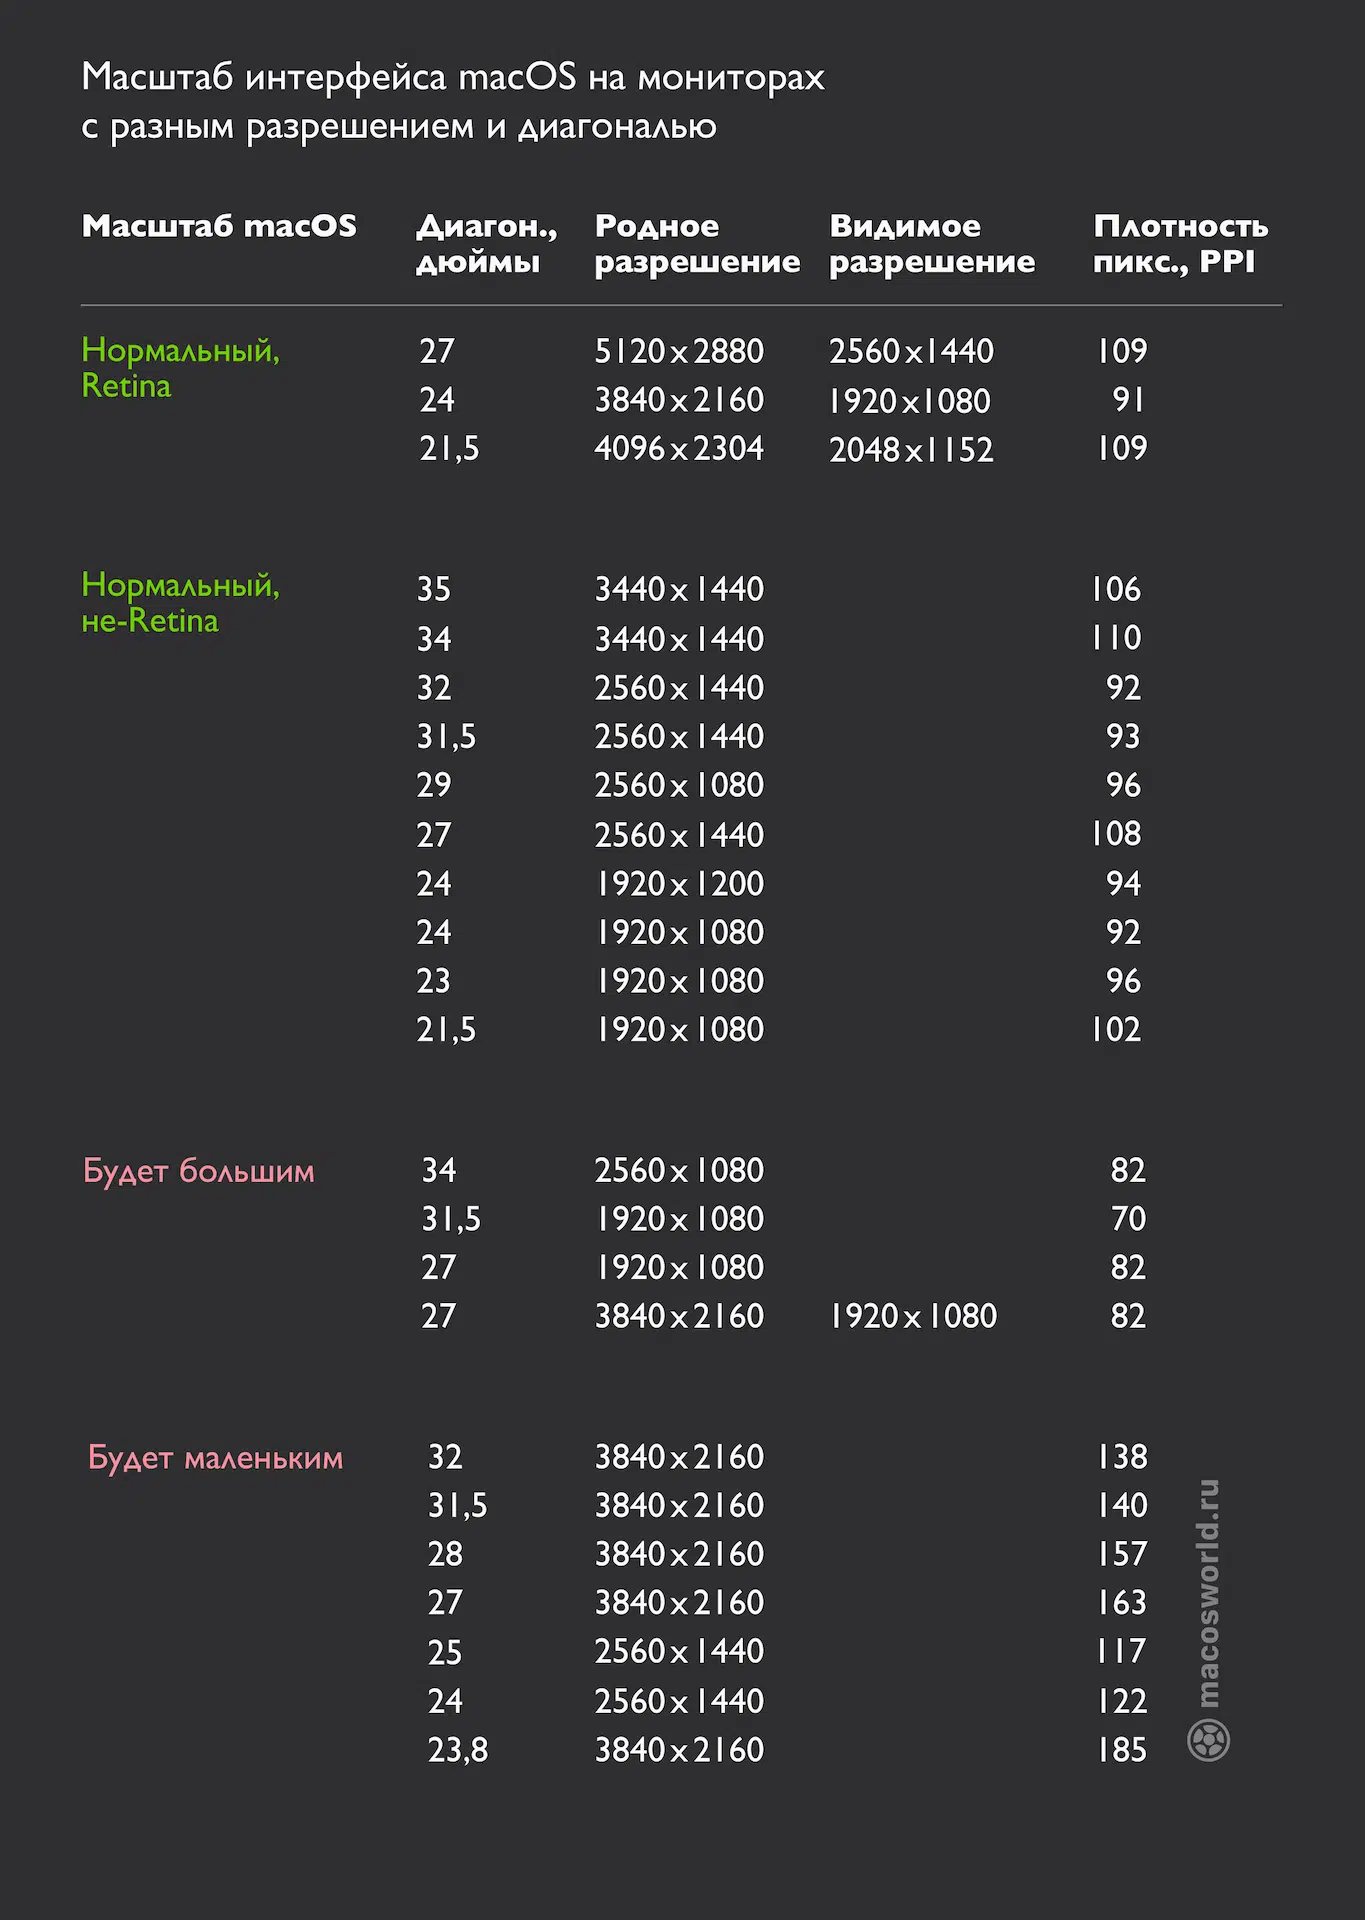 Масштаб интерфейса macOS на мониторах
с разным разрешением и диагональю
Масштаб macOS Диагон., дюймы Родное разрешение Видимое разрешение Плотность пикс., PPI
Нормальный, Retina
27 5120 x 2880 2560 x 1440 109
24 3840 x 2160 1920 x 1080 91
21,5 4096 x 2304 2048 x 1152 109
Нормальный, не-Retina
35 3440 x 1440 106
34 3440 x 1440 110
32 2560 x 1440 92
31,5 2560 x 1440 93
29 2560 x 1080 96
27 2560 x 1440 108
24 1920 x 1200 94
24 1920 x 1080 92
23 1920 x 1080 96
21,5 1920 x 1080 102
Будет большим 34 2560 x 1080 82
31,5 1920 x 1080 70
27 1920 x 1080 82
27 3840 x 2160 1920 x 1080 82
Будет маленьким 32 3840 x 2160 138
31,5 3840 x 2160 140
28 3840 x 2160 157
27 3840 x 2160 163
25 2560 x 1440 117
24 2560 x 1440 122
23,8 3840 x 2160 185
macosworld.ru